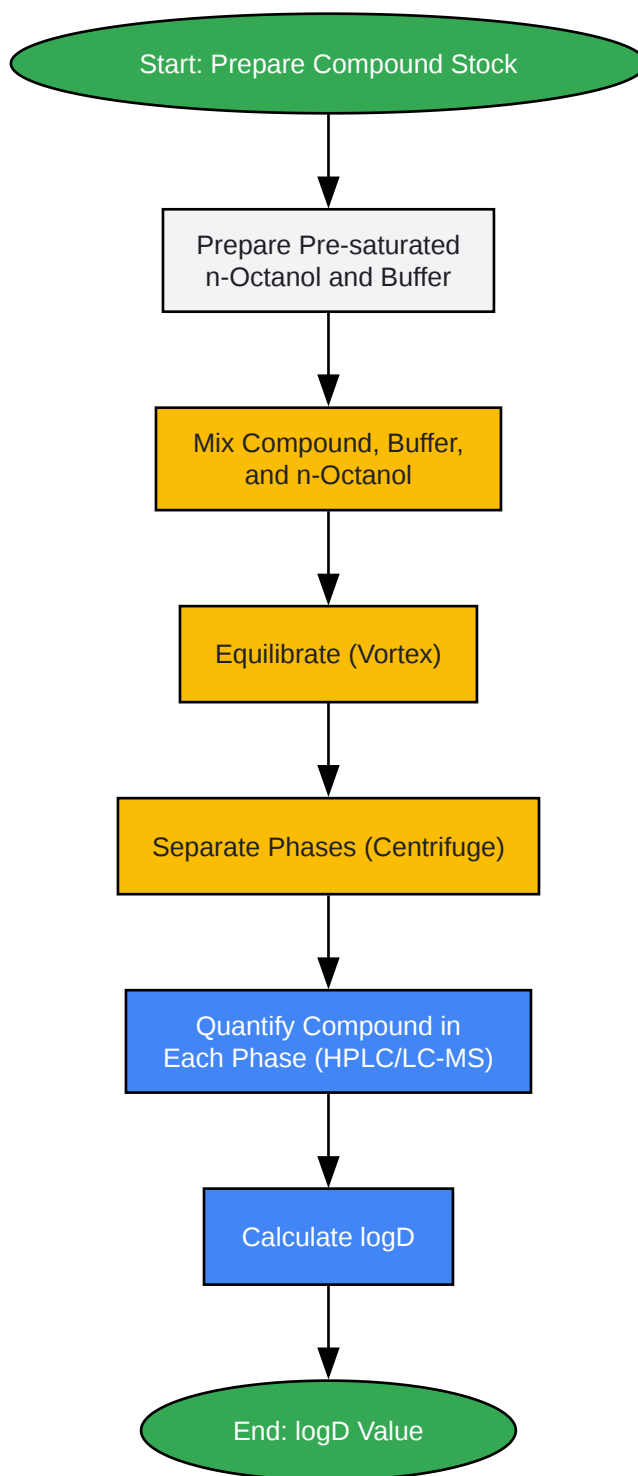 Start: Prepare Compound Stock
Prepare Pre-saturated
n-Octanol and Buffer
Mix Compound, Buffer,
and n-Octanol
Equilibrate (Vortex)
Separate Phases (Centrifuge)
Quantify Compound in
Each Phase (HPLC/LC-MS)
Calculate logD
End: logD Value